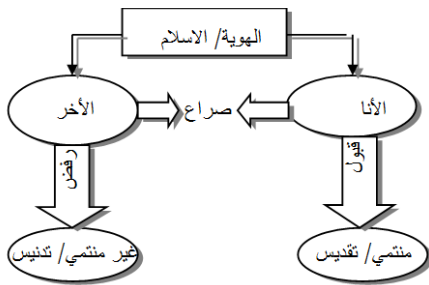 الهوية/ الاسلام
الأنا
صراع
الأخر
قبول
رفض
منتمي/ تقديس
غير منتمي/ تدنيس